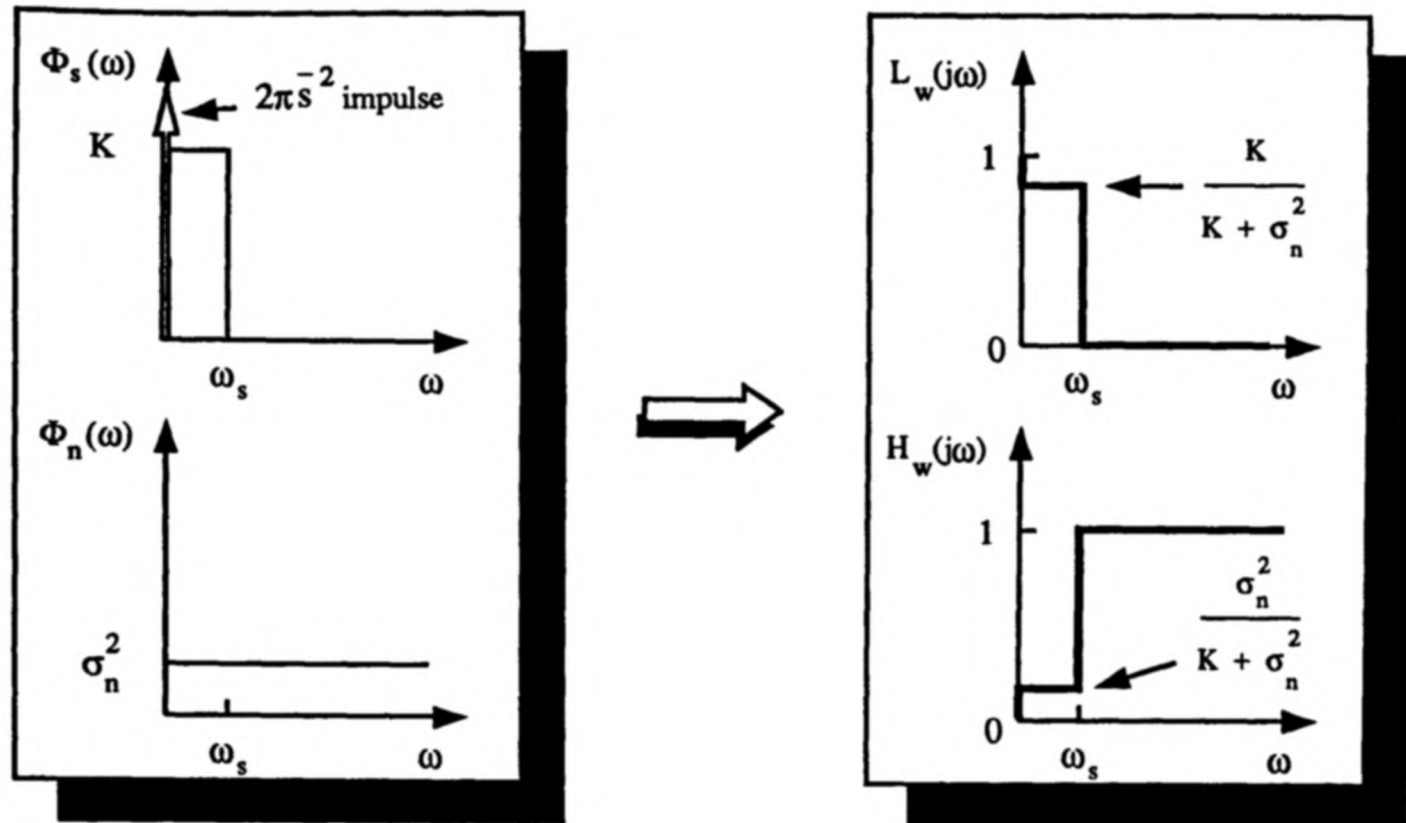 Φs(ω)
2π s̄ ² impulse
K
ωs
ω
Φn(ω)
σn²
ωs
ω
Lw(jω)
1
K
K + σn²
0
ωs
ω
Hw(jω)
1
σn²
K + σn²
0
ωs
ω